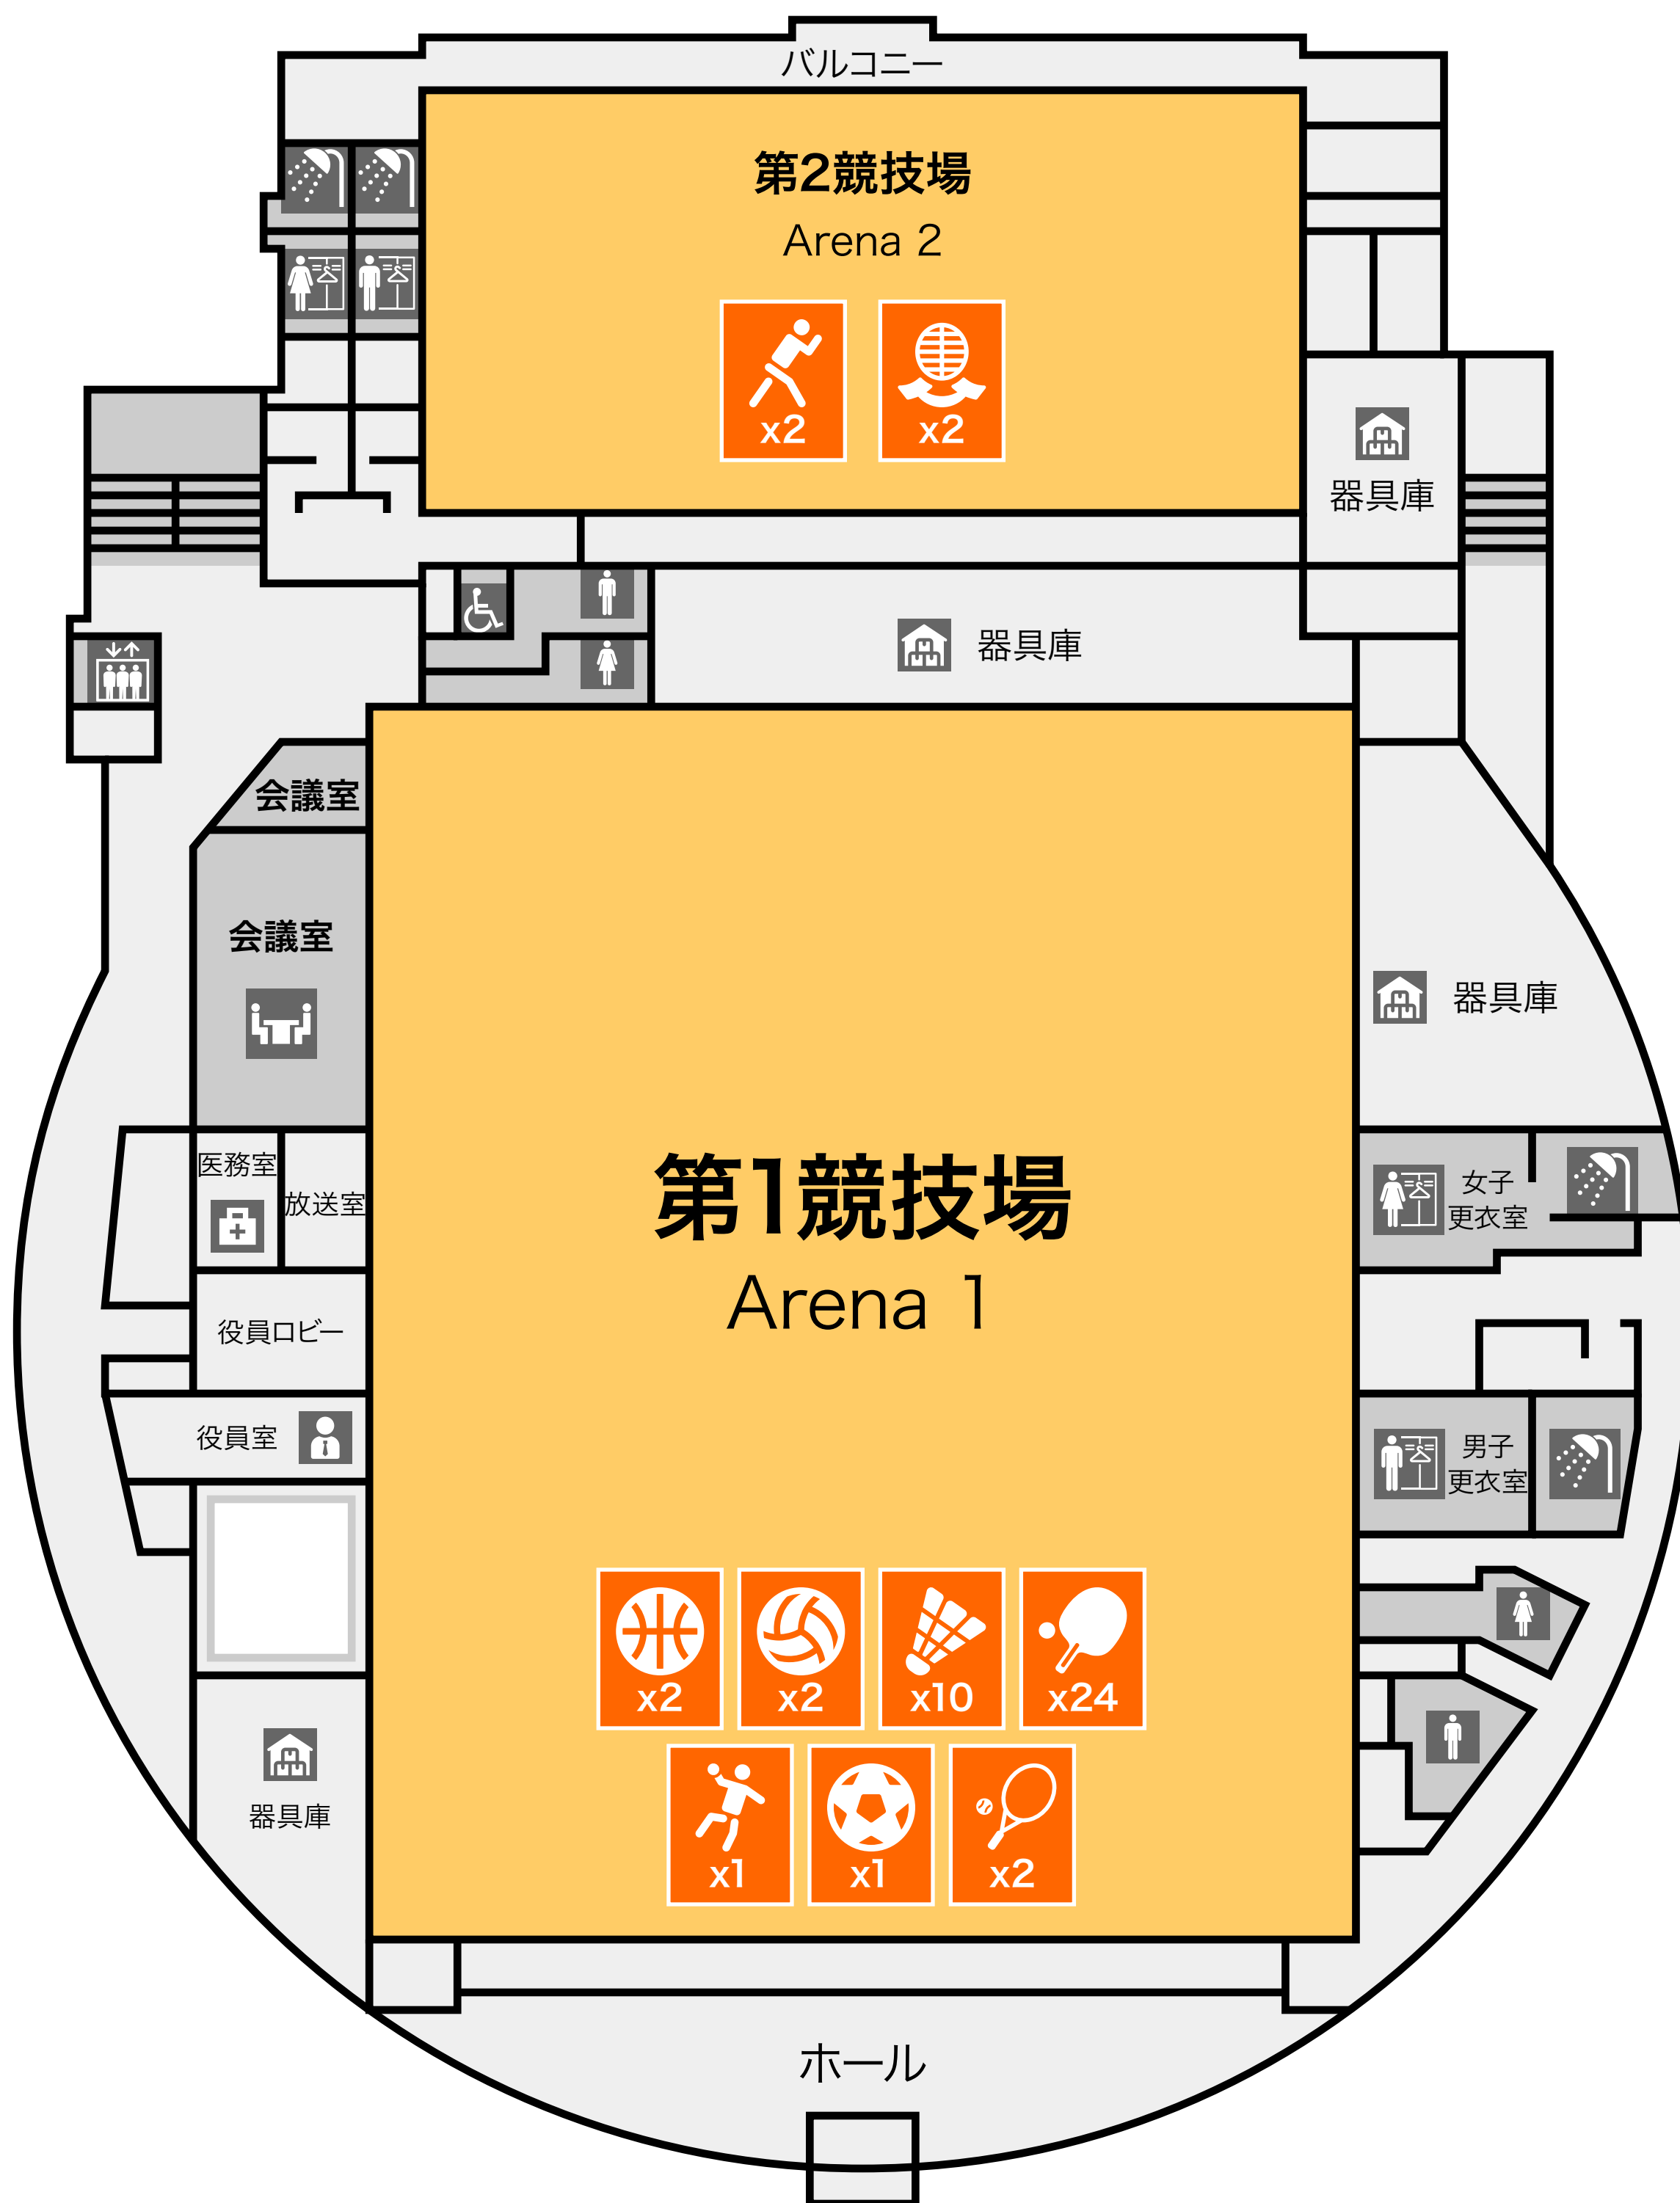 バルコニー
第2競技場
Arena 2
x2
x2
器具庫
器具庫
会議室
会議室
器具庫
医務室
放送室
女子
更衣室
第1競技場
Arena 1
役員ロビー
役員室
男子
更衣室
x2
x2
x10
x24
器具庫
x1
x1
x2
ホール